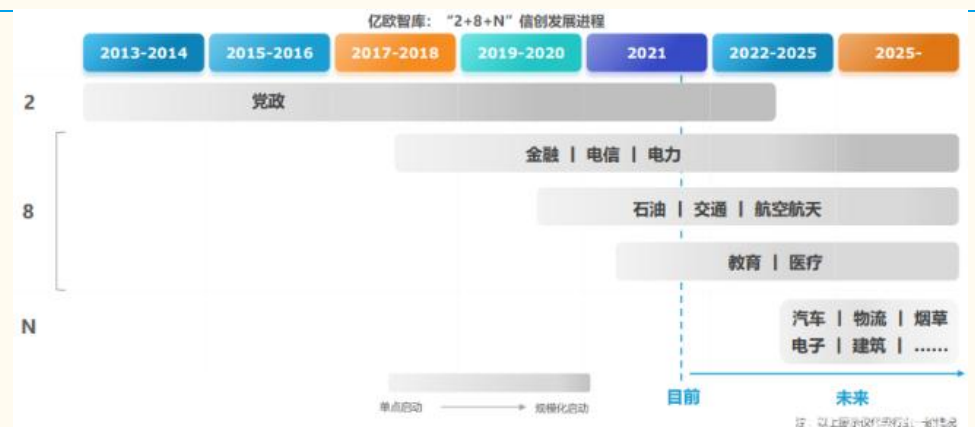 亿欧智库：“2+8+N”信创发展进程
2013-2014 2015-2016 2017-2018 2019-2020 2021 2022-2025 2025-
2 党政
金融 | 电信 | 电力
8 石油 | 交通 | 航空航天
教育 | 医疗
N 汽车 | 物流 | 烟草
电子 | 建筑 | ......
单点启动 规模化启动
目前 未来